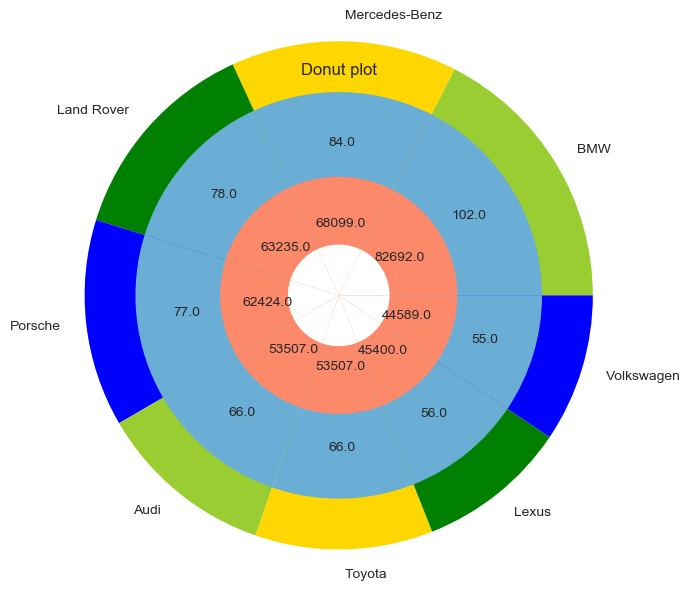 Mercedes-Benz
Donut plot
Land Rover
BMW
84.0
78.0
102.0
68099.0
63235.0
82692.0
62424.0
44589.0
Porsche
77.0
55.0
53507.0
45400.0
53507.0
Volkswagen
66.0
56.0
66.0
Audi
Lexus
Toyota